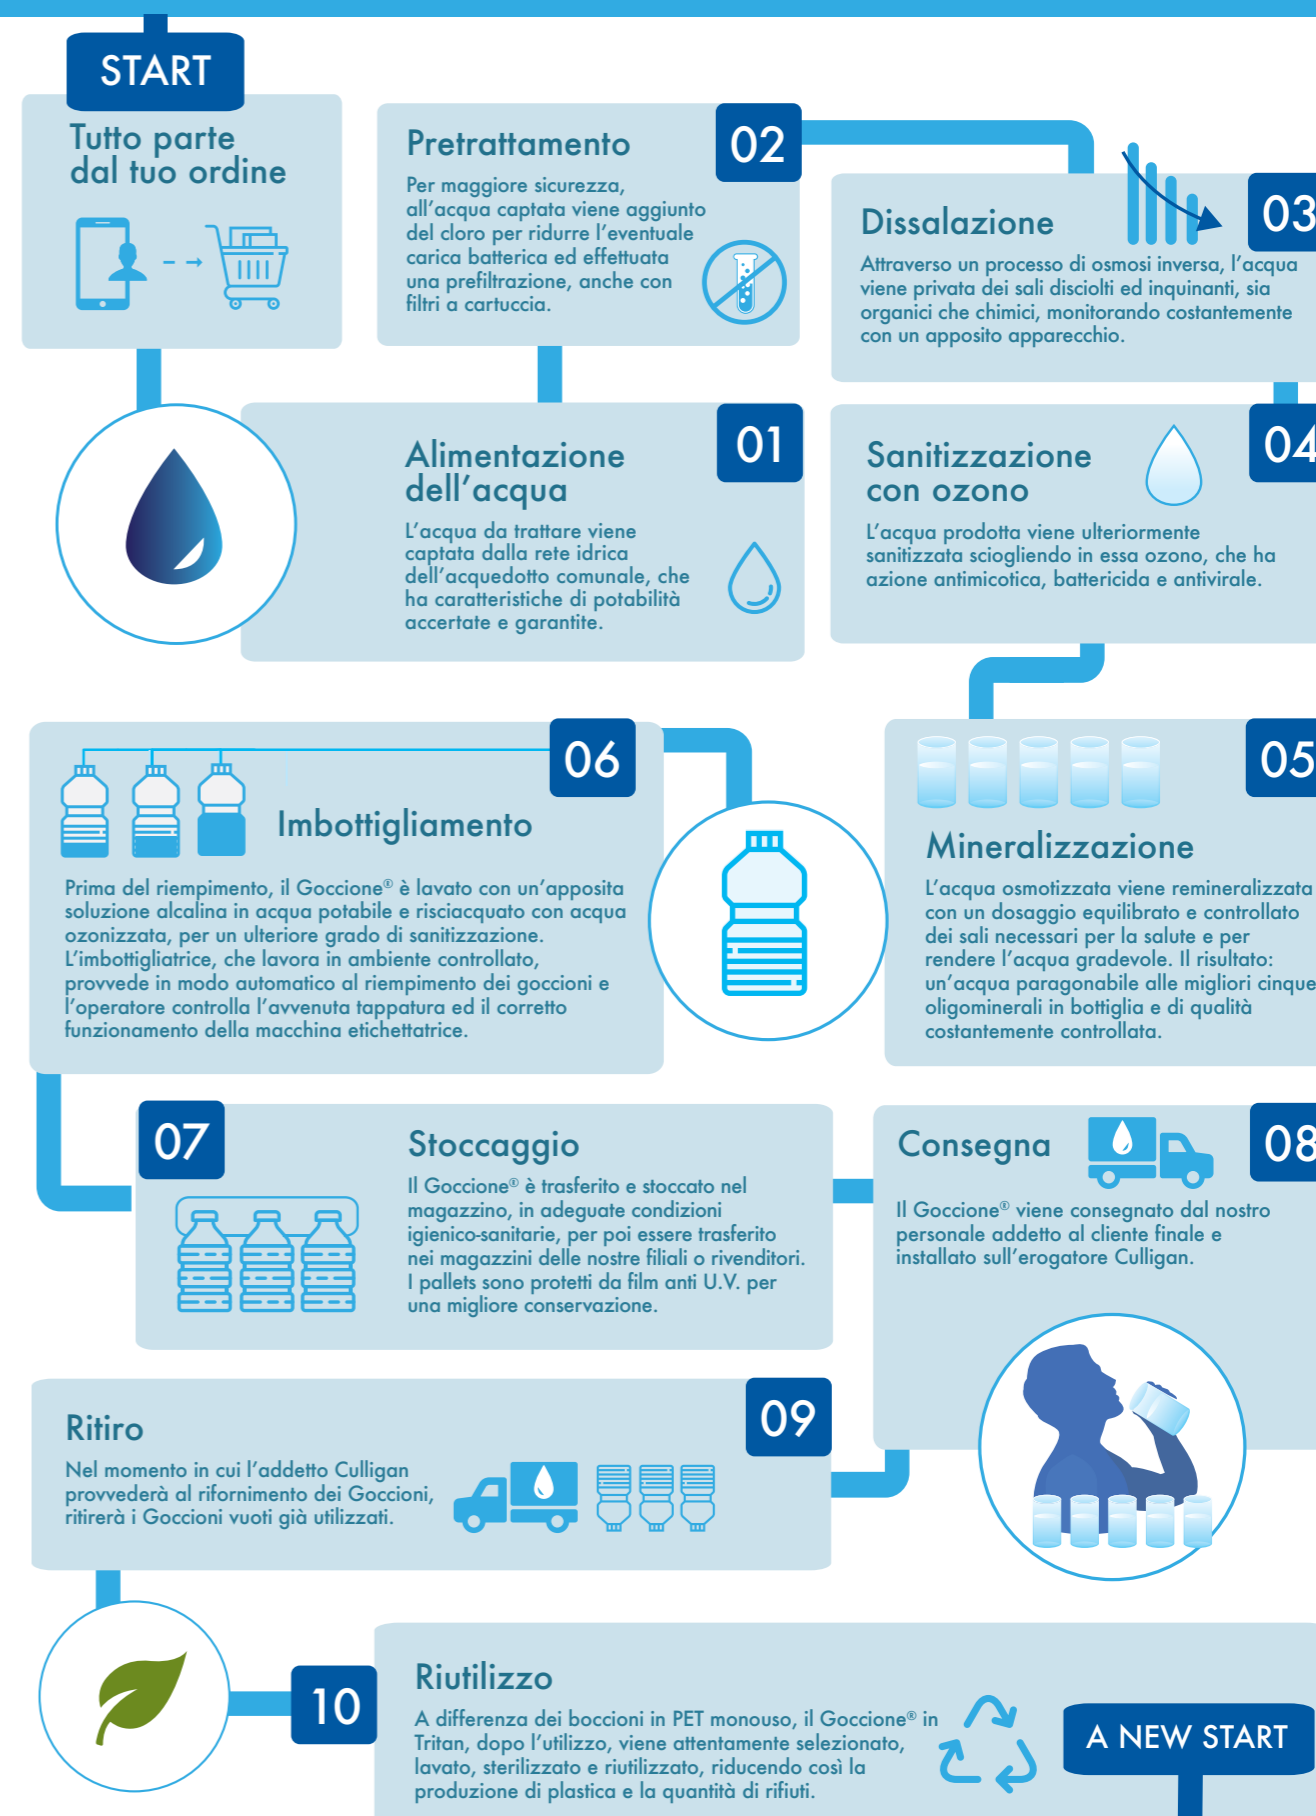 START
Tutto parte
dal tuo ordine
01
Alimentazione
dell’acqua
L’acqua da trattare viene
captata dalla rete idrica
dell’acquedotto comunale, che
ha caratteristiche di potabilità
accertate e garantite.
02
Pretrattamento
Per maggiore sicurezza,
all’acqua captata viene aggiunto
del cloro per ridurre l’eventuale
carica batterica ed effettuata
una prefiltrazione, anche con
filtri a cartuccia.
03
Dissalazione
Attraverso un processo di osmosi inversa, l’acqua
viene privata dei sali disciolti ed inquinanti, sia
organici che chimici, monitorando costantemente
con un apposito apparecchio.
04
Sanitizzazione
con ozono
L’acqua prodotta viene ulteriormente
sanitizzata sciogliendo in essa ozono, che ha
azione antimicotica, battericida e antivirale.
05
Mineralizzazione
L’acqua osmotizzata viene remineralizzata
con un dosaggio equilibrato e controllato
dei sali necessari per la salute e per
rendere l’acqua gradevole. Il risultato:
un’acqua paragonabile alle migliori cinque
oligominerali in bottiglia e di qualità
costantemente controllata.
06
Imbottigliamento
Prima del riempimento, il Goccione® è lavato con un’apposita
soluzione alcalina in acqua potabile e risciacquato con acqua
ozonizzata, per un ulteriore grado di sanitizzazione.
L’imbottigliatrice, che lavora in ambiente controllato,
provvede in modo automatico al riempimento dei goccioni e
l’operatore controlla l’avvenuta tappatura ed il corretto
funzionamento della macchina etichettatrice.
07
Stoccaggio
Il Goccione® è trasferito e stoccato nel
magazzino, in adeguate condizioni
igienico-sanitarie, per poi essere trasferito
nei magazzini delle nostre filiali o rivenditori.
I pallets sono protetti da film anti U.V. per
una migliore conservazione.
08
Consegna
Il Goccione® viene consegnato dal nostro
personale addetto al cliente finale e
installato sull’erogatore Culligan.
09
Ritiro
Nel momento in cui l’addetto Culligan
provvederà al rifornimento dei Goccioni,
ritirerà i Goccioni vuoti già utilizzati.
10
Riutilizzo
A differenza dei boccioni in PET monouso, il Goccione® in
Tritan, dopo l’utilizzo, viene attentamente selezionato,
lavato, sterilizzato e riutilizzato, riducendo così la
produzione di plastica e la quantità di rifiuti.
A NEW START